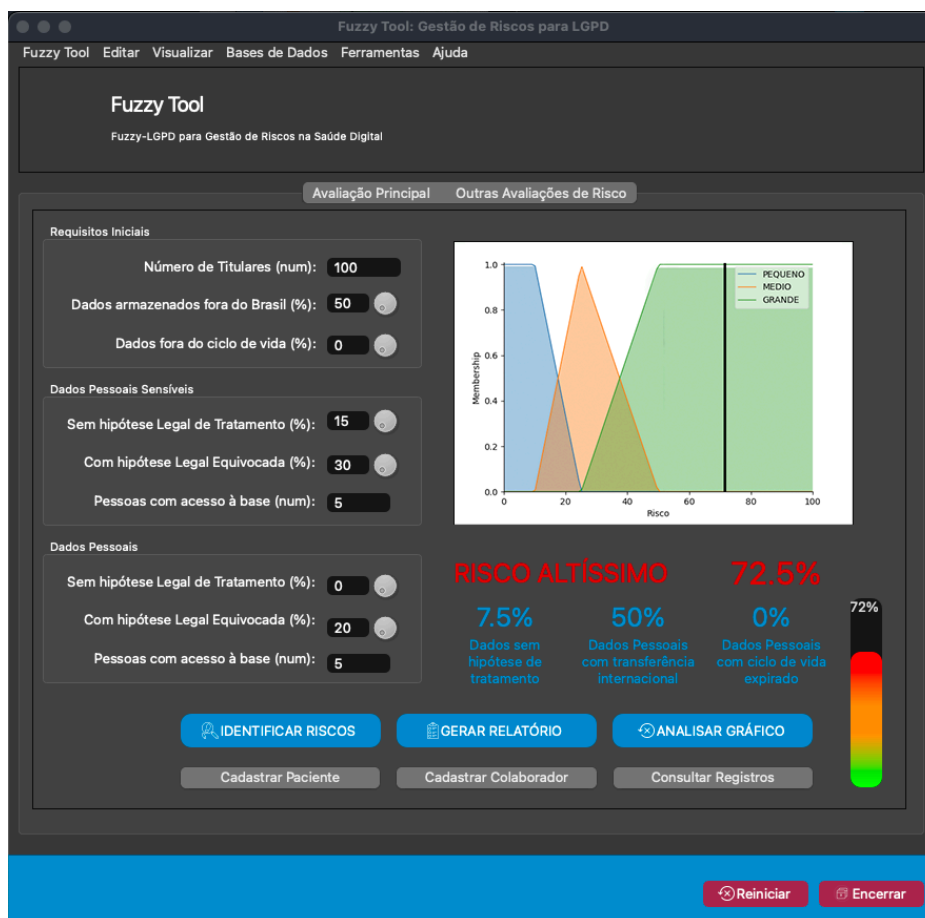 Fuzzy Tool: Gestão de Riscos para LGPD
Fuzzy Tool Editar Visualizar Bases de Dados Ferramentas Ajuda
Fuzzy Tool
Fuzzy-LGPD para Gestão de Riscos na Saúde Digital
Avaliação Principal Outras Avaliações de Risco
Requisitos Iniciais
Número de Titulares (num): 100
Dados armazenados fora do Brasil (%): 50
Dados fora do ciclo de vida (%): 0
Dados Pessoais Sensíveis
Sem hipótese Legal de Tratamento (%): 15
Com hipótese Legal Equivocada (%): 30
Pessoas com acesso à base (num): 5
Dados Pessoais
Sem hipótese Legal de Tratamento (%): 0
Com hipótese Legal Equivocada (%): 20
Pessoas com acesso à base (num): 5
1.0
0.8
0.6
0.4
0.2
0.0
Membership
0 20 40 60 80 100
Risco
PEQUENO
MEDIO
GRANDE
RISCO ALTÍSSIMO 72.5%
7.5%
Dados sem
hipótese de
tratamento
50%
Dados Pessoais
com transferência
internacional
0%
Dados Pessoais
com ciclo de vida
expirado
72%
IDENTIFICAR RISCOS GERAR RELATÓRIO ANALISAR GRÁFICO
Cadastrar Paciente Cadastrar Colaborador Consultar Registros
Reiniciar Encerrar